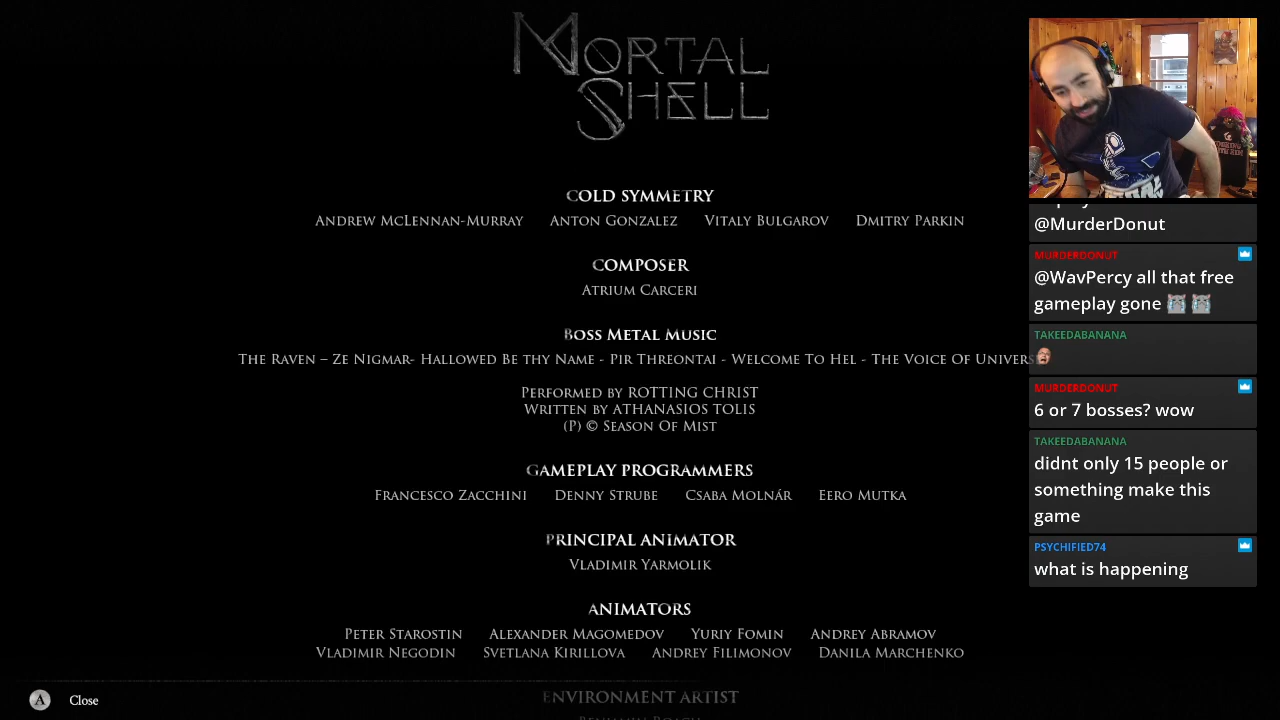 MORTAL
SHELL
COLD SYMMETRY
ANDREW MCLENNAN-MURRAY ANTON GONZALEZ VITALY BULGAROV DMITRY PARKIN
COMPOSER
ATRIUM CARCERI
BOSS METAL MUSIC
THE RAVEN – ZE NIGMAR- HALLOWED BE THY NAME - PIR THREONTAI - WELCOME TO HEL - THE VOICE OF UNIVERS
PERFORMED BY ROTTING CHRIST
WRITTEN BY ATHANASIOS TOLIS
(P) © SEASON OF MIST
GAMEPLAY PROGRAMMERS
FRANCESCO ZACCHINI DENNY STRUBE CSABA MOLNÁR EERO MUTKA
PRINCIPAL ANIMATOR
VLADIMIR YARMOLIK
ANIMATORS
PETER STAROSTIN ALEXANDER MAGOMEDOV YURIY FOMIN ANDREY ABRAMOV
VLADIMIR NEGODIN SVETLANA KIRILLOVA ANDREY FILIMONOV DANILA MARCHENKO
ENVIRONMENT ARTIST
BENJAMIN ROACH
A Close
@MurderDonut
MURDERDONUT
@WavPercy all that free
gameplay gone
TAKEEDABANANA
MURDERDONUT
6 or 7 bosses? wow
TAKEEDABANANA
didnt only 15 people or
something make this
game
PSYCHIFIED74
what is happening